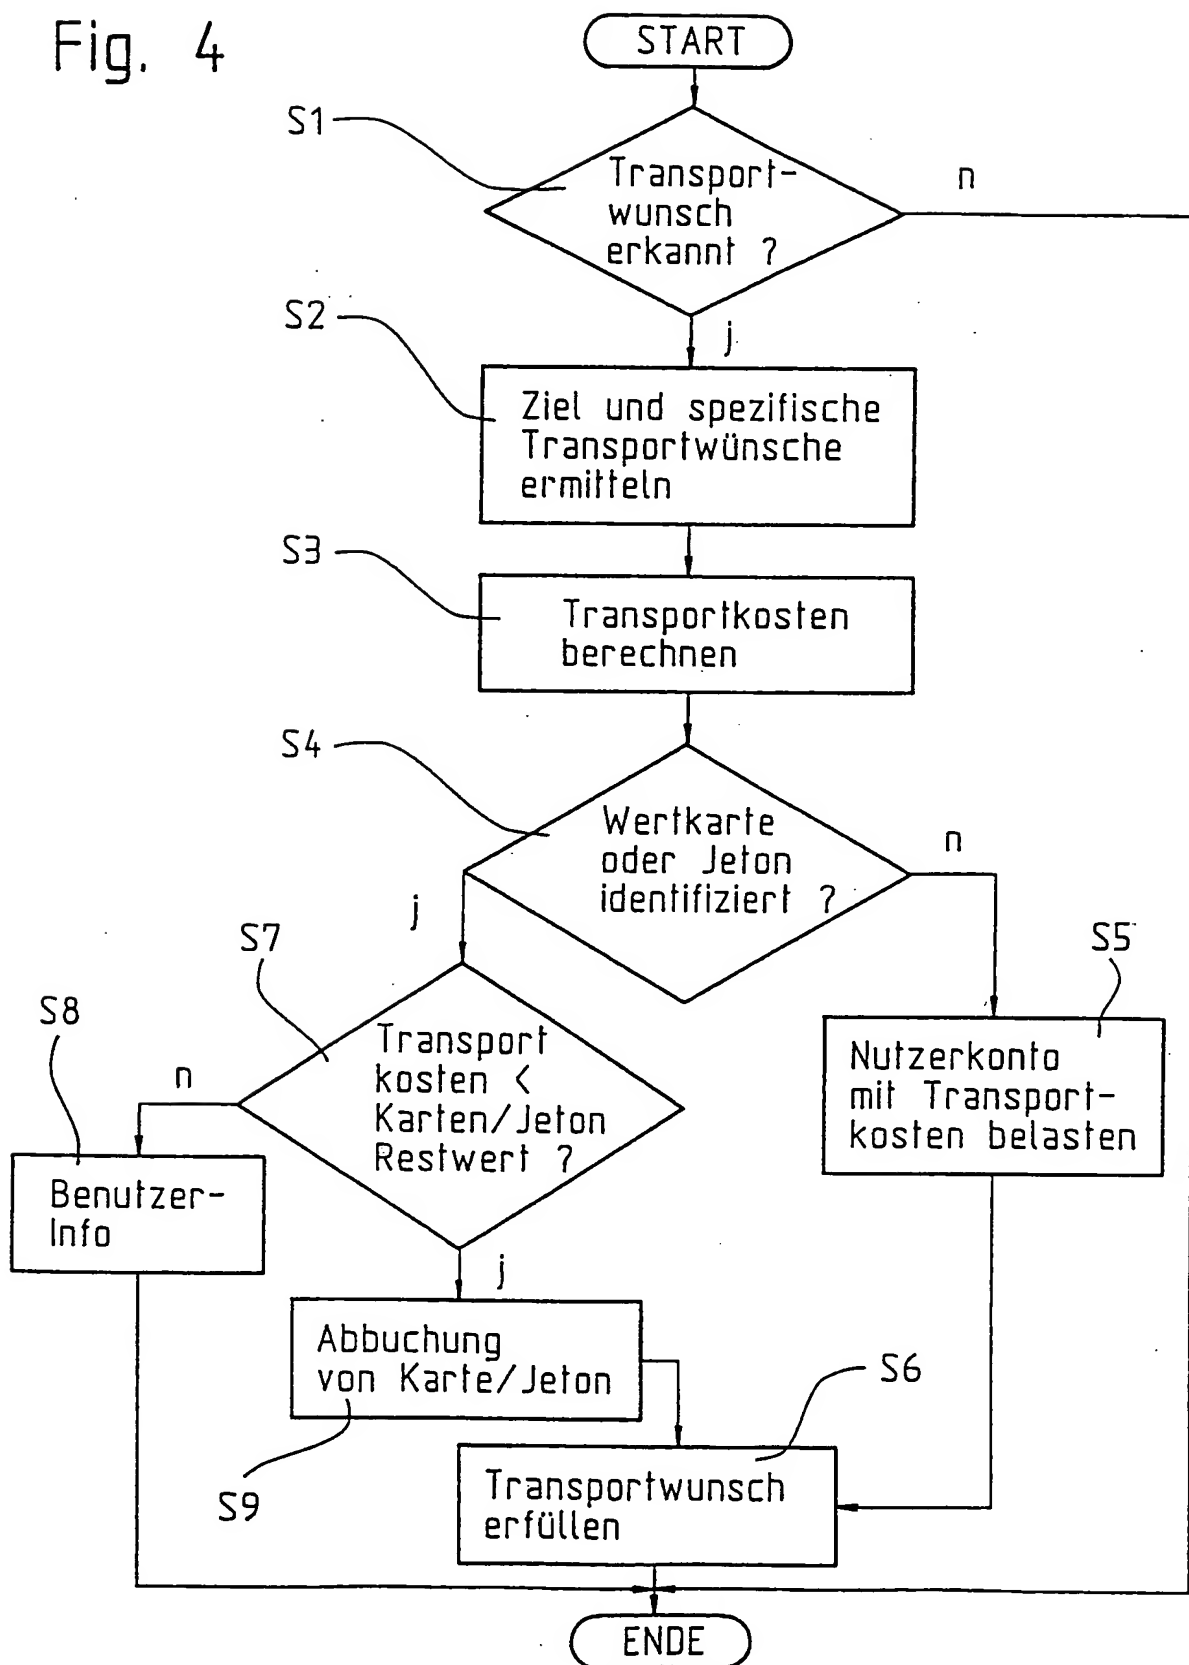 Fig. 4
START
S1
Transport-
wunsch
erkannt ?
n
S2
j
Ziel und spezifische
Transportwünsche
ermitteln
S3
Transportkosten
berechnen
S4
Wertkarte
oder Jeton
identifiziert ?
n
j
S7
S5
S8
Transport
kosten <
Karten/Jeton
Restwert ?
n
Nutzerkonto
mit Transport-
kosten belasten
Benutzer-
Info
j
Abbuchung
von Karte/Jeton
S6
S9
Transportwunsch
erfüllen
ENDE